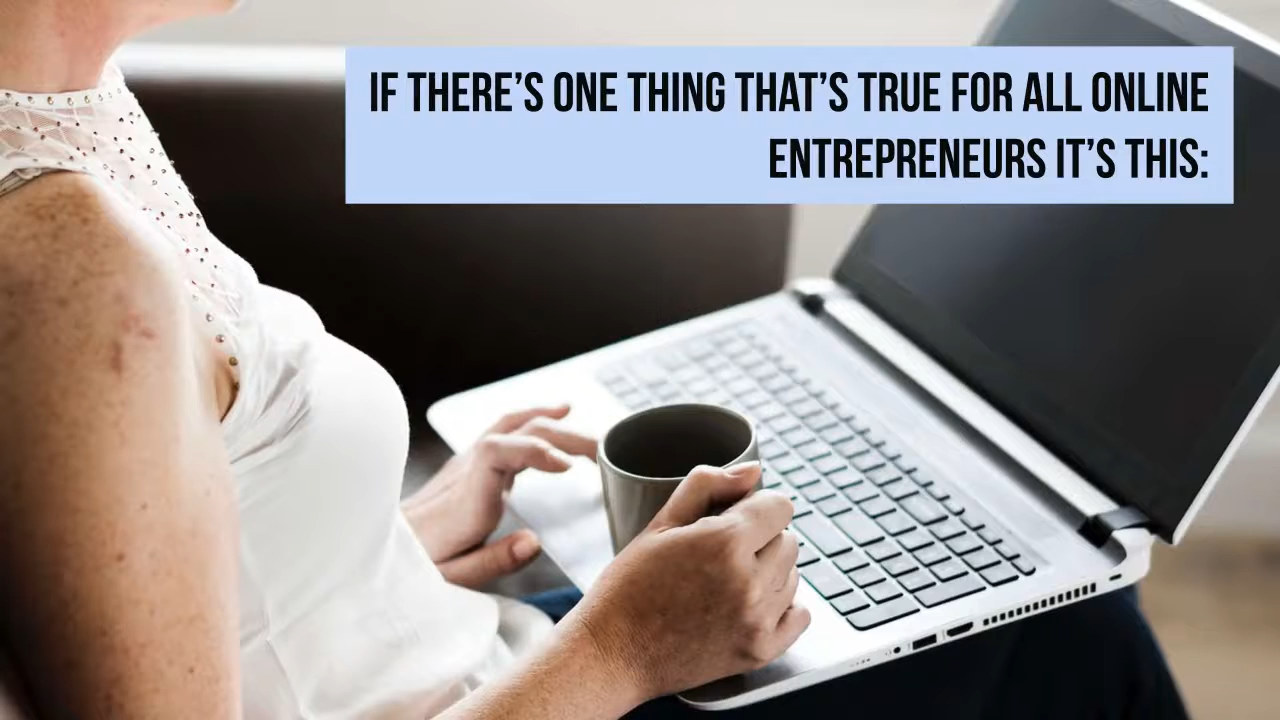 IF THERE’S ONE THING THAT’S TRUE FOR ALL ONLINE
ENTREPRENEURS IT’S THIS: